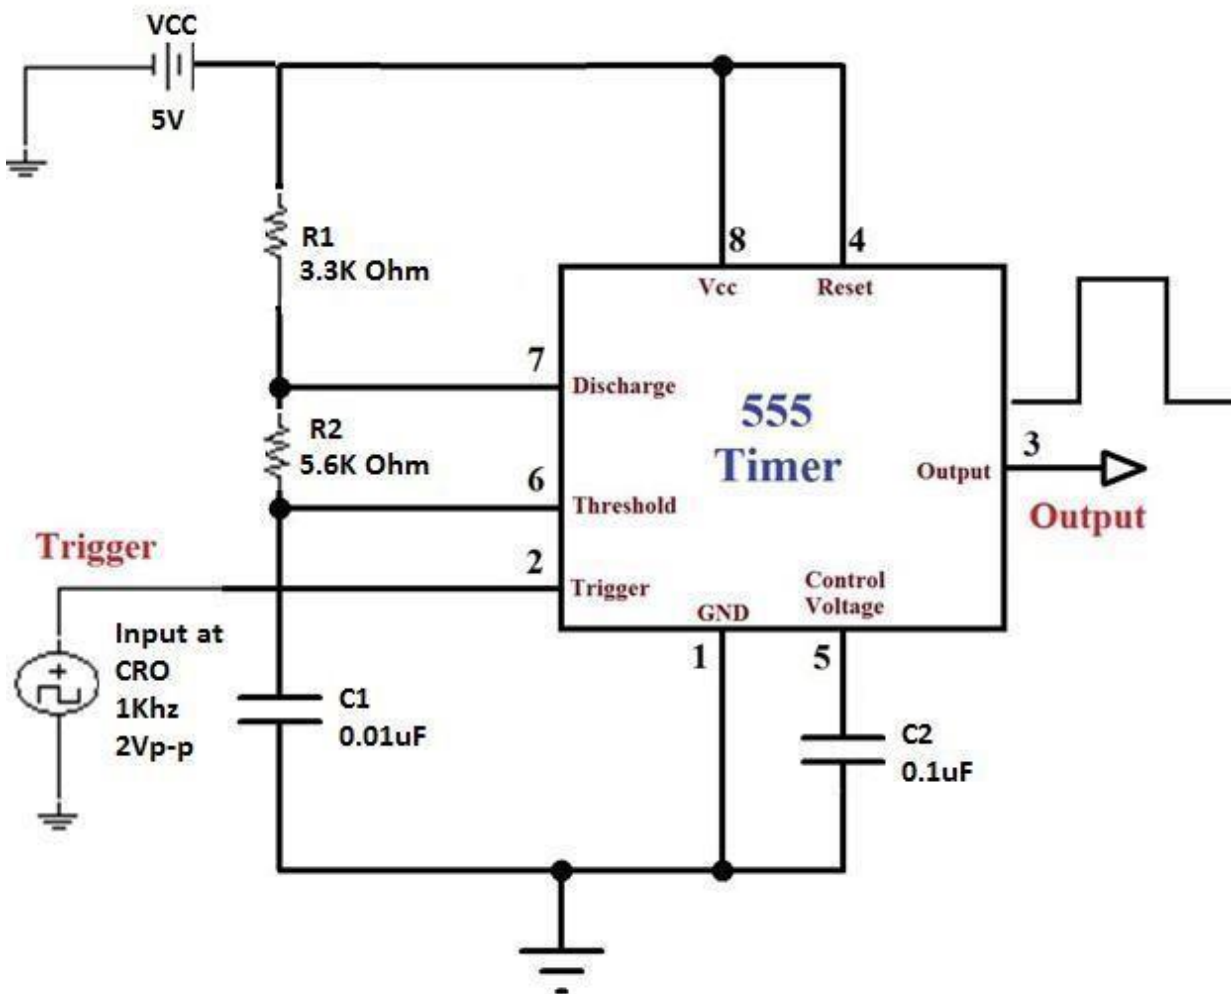 VCC
5V
R1
3.3K Ohm
8
4
Vcc
Reset
7
Discharge
555
Timer
R2
5.6K Ohm
3
6
Output
Threshold
Output
Trigger
2
Trigger
Control
Voltage
GND
Input at
CRO
1Khz
2Vp-p
1
5
C1
0.01uF
C2
0.1uF